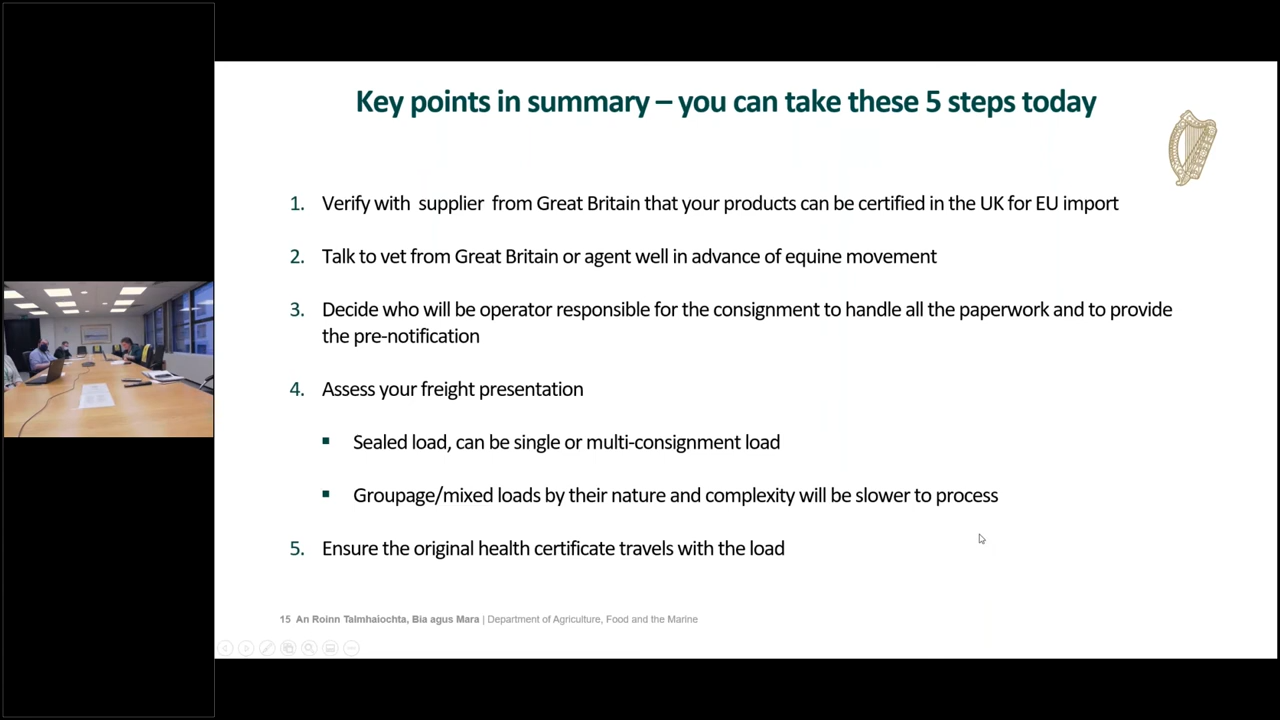 Key points in summary – you can take these 5 steps today
1. Verify with supplier from Great Britain that your products can be certified in the UK for EU import
2. Talk to vet from Great Britain or agent well in advance of equine movement
3. Decide who will be operator responsible for the consignment to handle all the paperwork and to provide
the pre-notification
4. Assess your freight presentation
▪ Sealed load, can be single or multi-consignment load
▪ Groupage/mixed loads by their nature and complexity will be slower to process
5. Ensure the original health certificate travels with the load
15 An Roinn Talmhaíochta, Bia agus Mara | Department of Agriculture, Food and the Marine